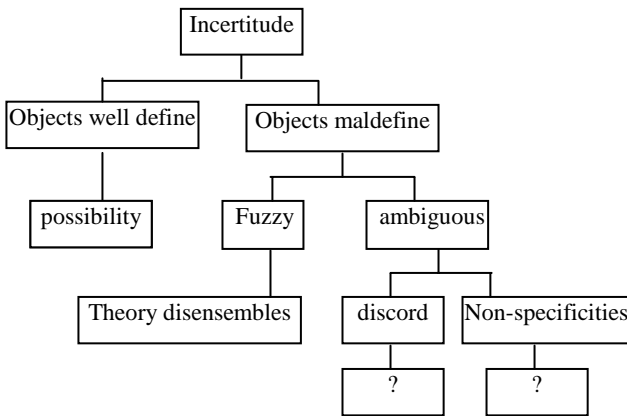 Incertitude
Objects well define
Objects maldefine
possibility
Fuzzy
ambiguous
Theory disensembles
discord
Non-specificities
?
?